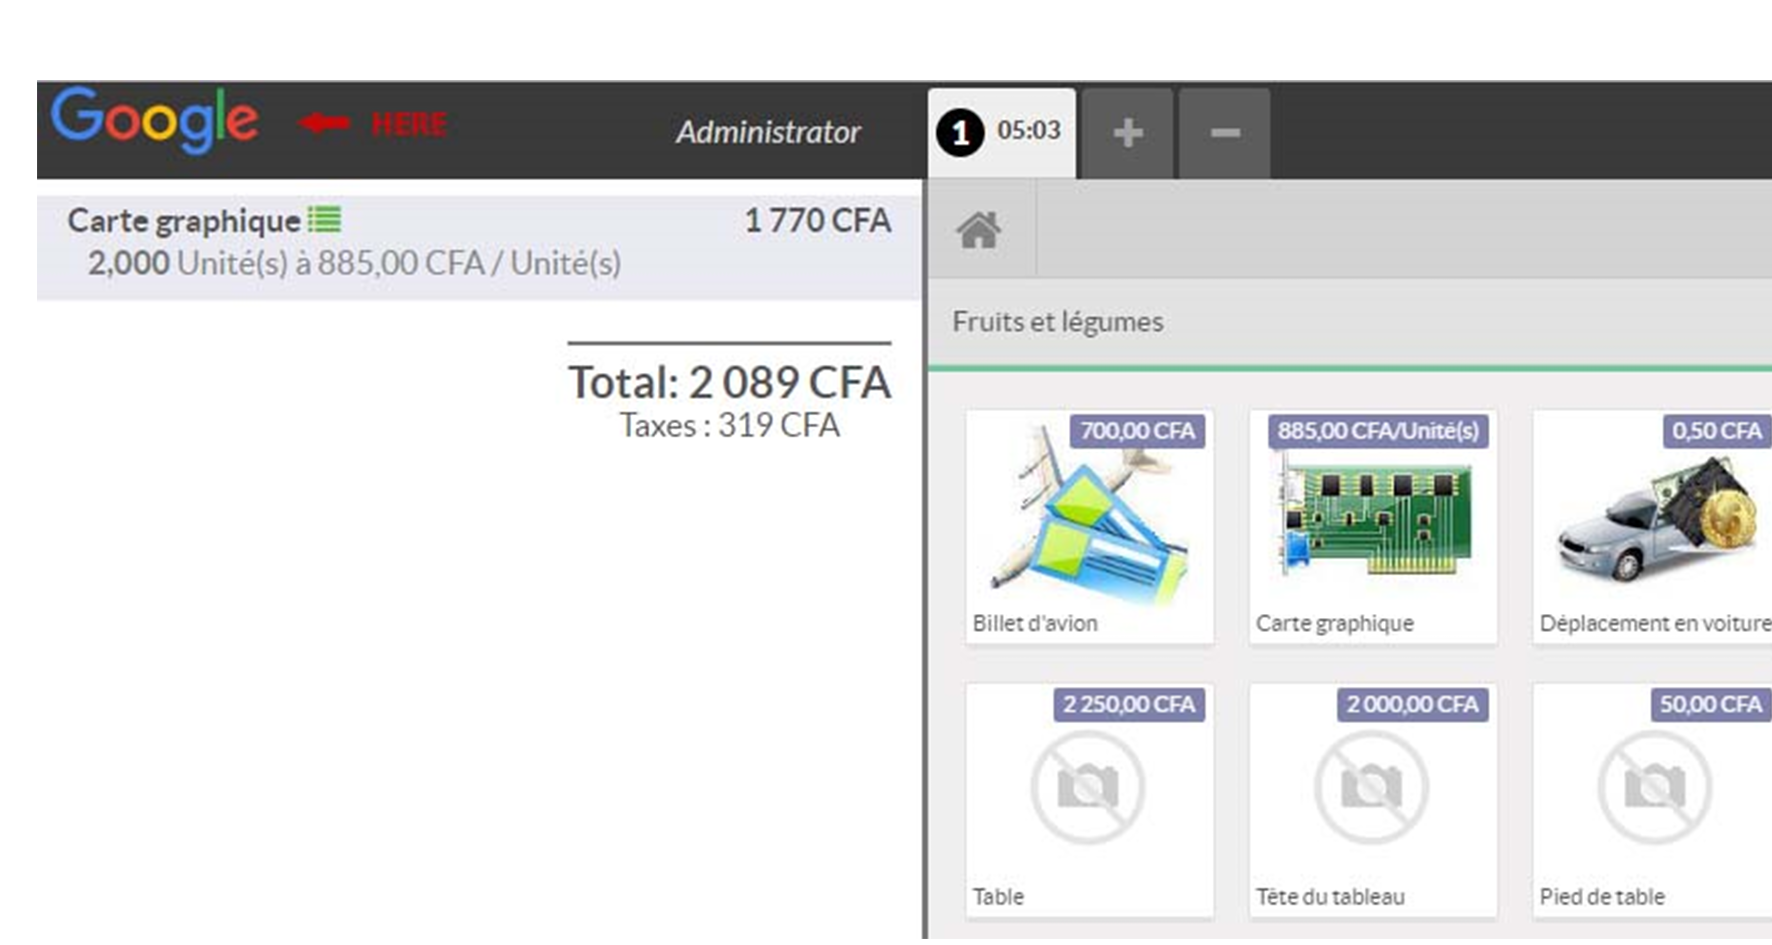 Google HERE Administrator
1 05:03 + −
Carte graphique 1 770 CFA
2,000 Unité(s) à 885,00 CFA / Unité(s)
Total: 2 089 CFA
Taxes : 319 CFA
Fruits et légumes
700,00 CFA
Billet d'avion
885,00 CFA/Unité(s)
Carte graphique
0,50 CFA
Déplacement en voiture
2 250,00 CFA
Table
2 000,00 CFA
Tête du tableau
50,00 CFA
Pied de table